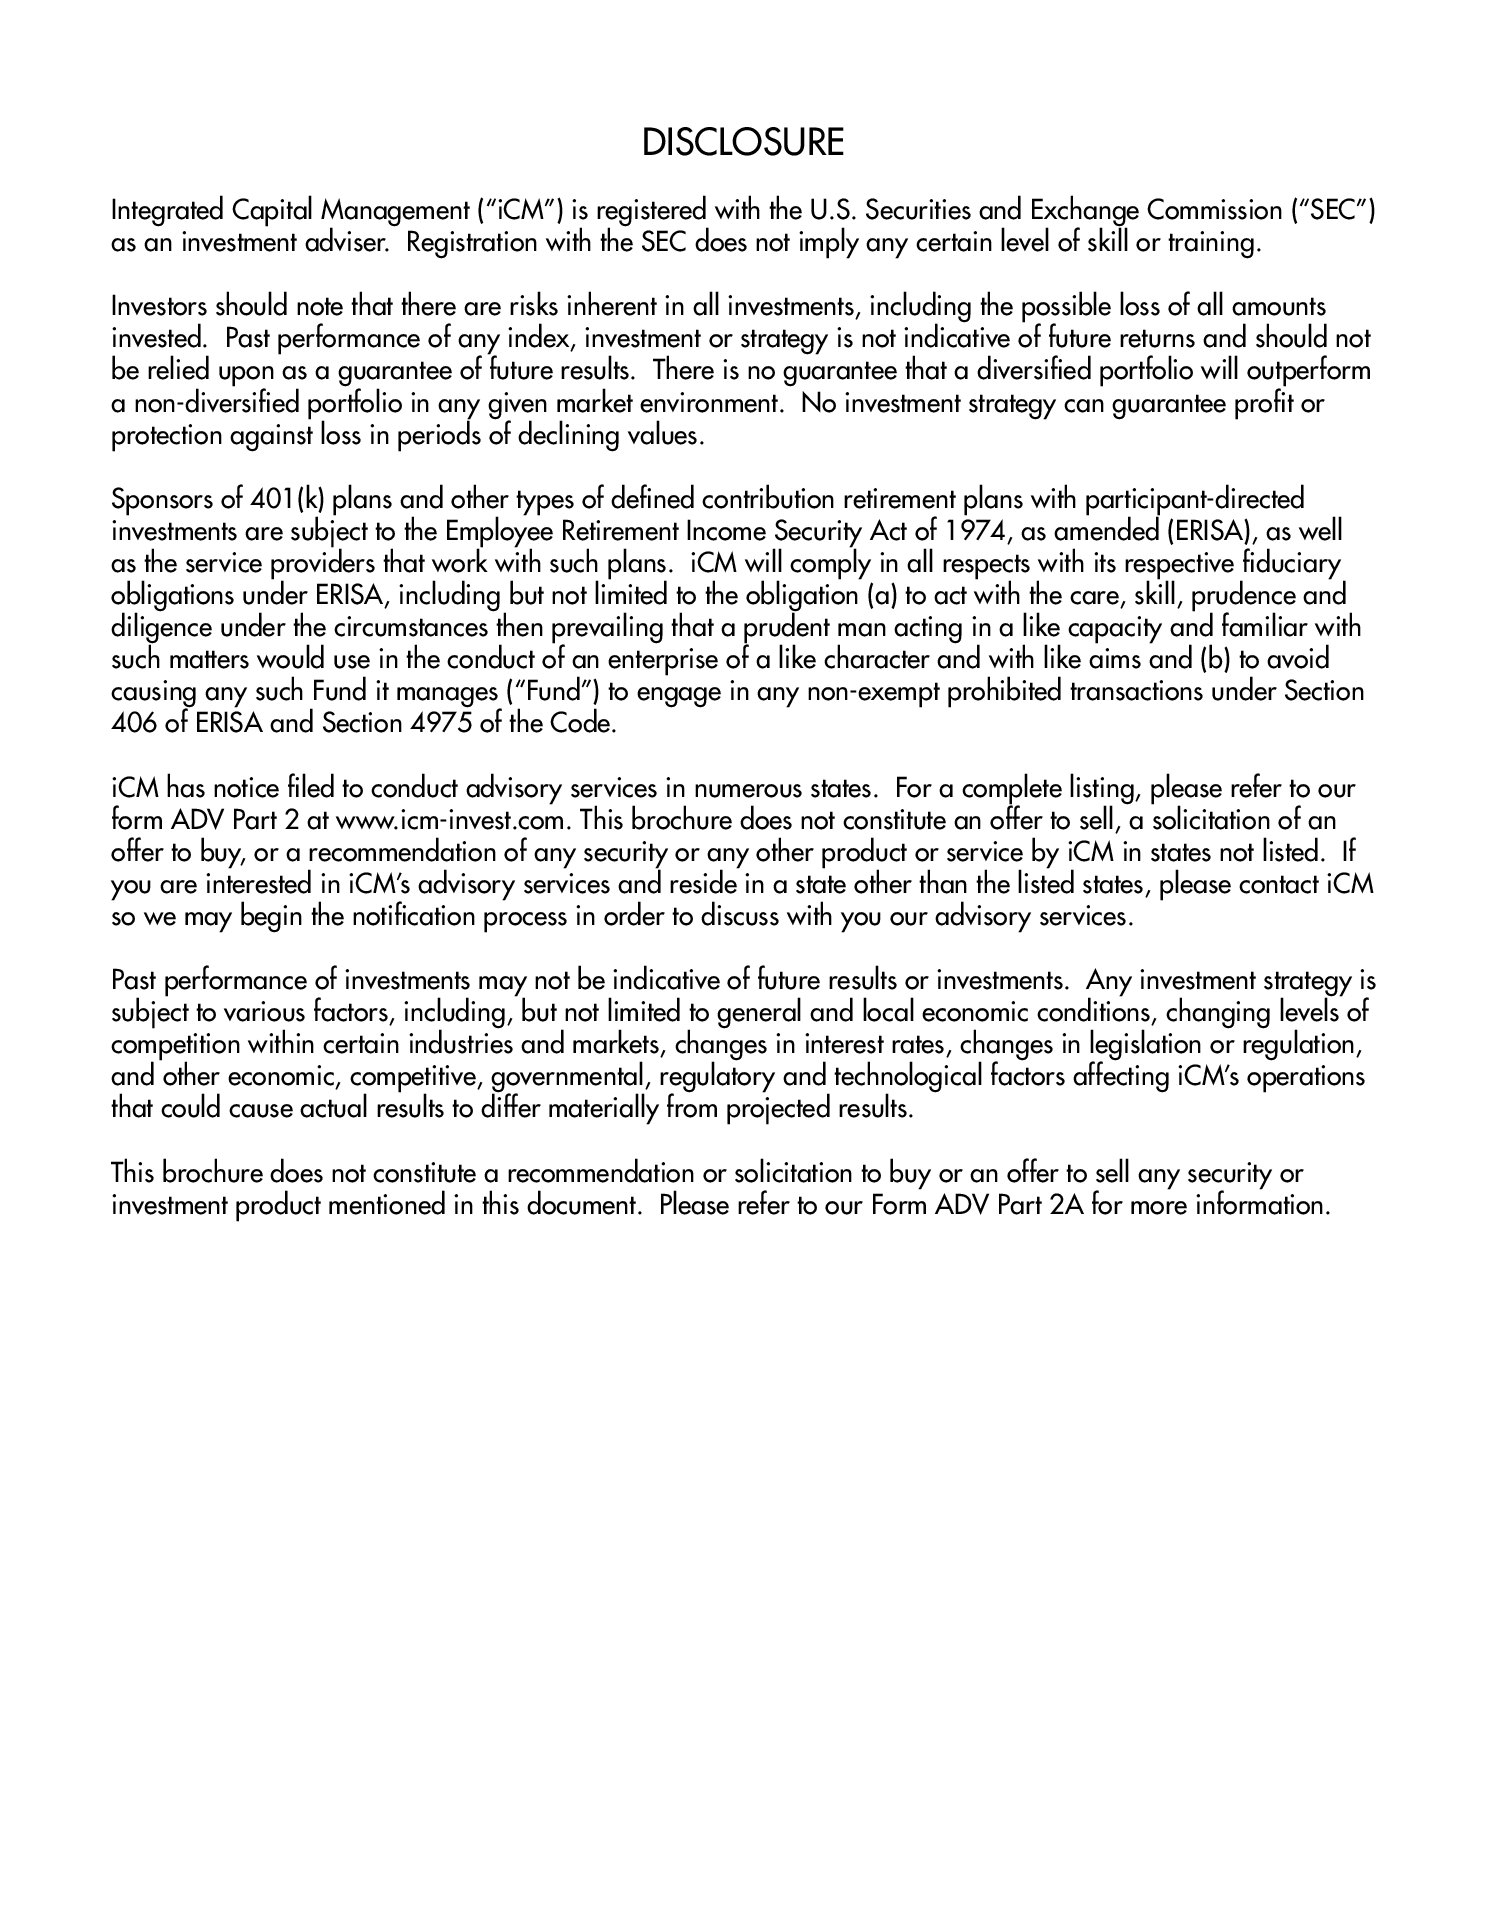 DISCLOSURE
Integrated Capital Management (“iCM”) is registered with the U.S. Securities and Exchange Commission (“SEC”)
as an investment adviser.  Registration with the SEC does not imply any certain level of skill or training.
Investors should note that there are risks inherent in all investments, including the possible loss of all amounts
invested.  Past performance of any index, investment or strategy is not indicative of future returns and should not
be relied upon as a guarantee of future results.  There is no guarantee that a diversified portfolio will outperform
a non-diversified portfolio in any given market environment.  No investment strategy can guarantee profit or
protection against loss in periods of declining values.
Sponsors of 401(k) plans and other types of defined contribution retirement plans with participant-directed
investments are subject to the Employee Retirement Income Security Act of 1974, as amended (ERISA), as well
as the service providers that work with such plans.  iCM will comply in all respects with its respective fiduciary
obligations under ERISA, including but not limited to the obligation (a) to act with the care, skill, prudence and
diligence under the circumstances then prevailing that a prudent man acting in a like capacity and familiar with
such matters would use in the conduct of an enterprise of a like character and with like aims and (b) to avoid
causing any such Fund it manages (“Fund”) to engage in any non-exempt prohibited transactions under Section
406 of ERISA and Section 4975 of the Code.
iCM has notice filed to conduct advisory services in numerous states.  For a complete listing, please refer to our
form ADV Part 2 at www.icm-invest.com. This brochure does not constitute an offer to sell, a solicitation of an
offer to buy, or a recommendation of any security or any other product or service by iCM in states not listed.  If
you are interested in iCM’s advisory services and reside in a state other than the listed states, please contact iCM
so we may begin the notification process in order to discuss with you our advisory services.
Past performance of investments may not be indicative of future results or investments.  Any investment strategy is
subject to various factors, including, but not limited to general and local economic conditions, changing levels of
competition within certain industries and markets, changes in interest rates, changes in legislation or regulation,
and other economic, competitive, governmental, regulatory and technological factors affecting iCM’s operations
that could cause actual results to differ materially from projected results.
This brochure does not constitute a recommendation or solicitation to buy or an offer to sell any security or
investment product mentioned in this document.  Please refer to our Form ADV Part 2A for more information.